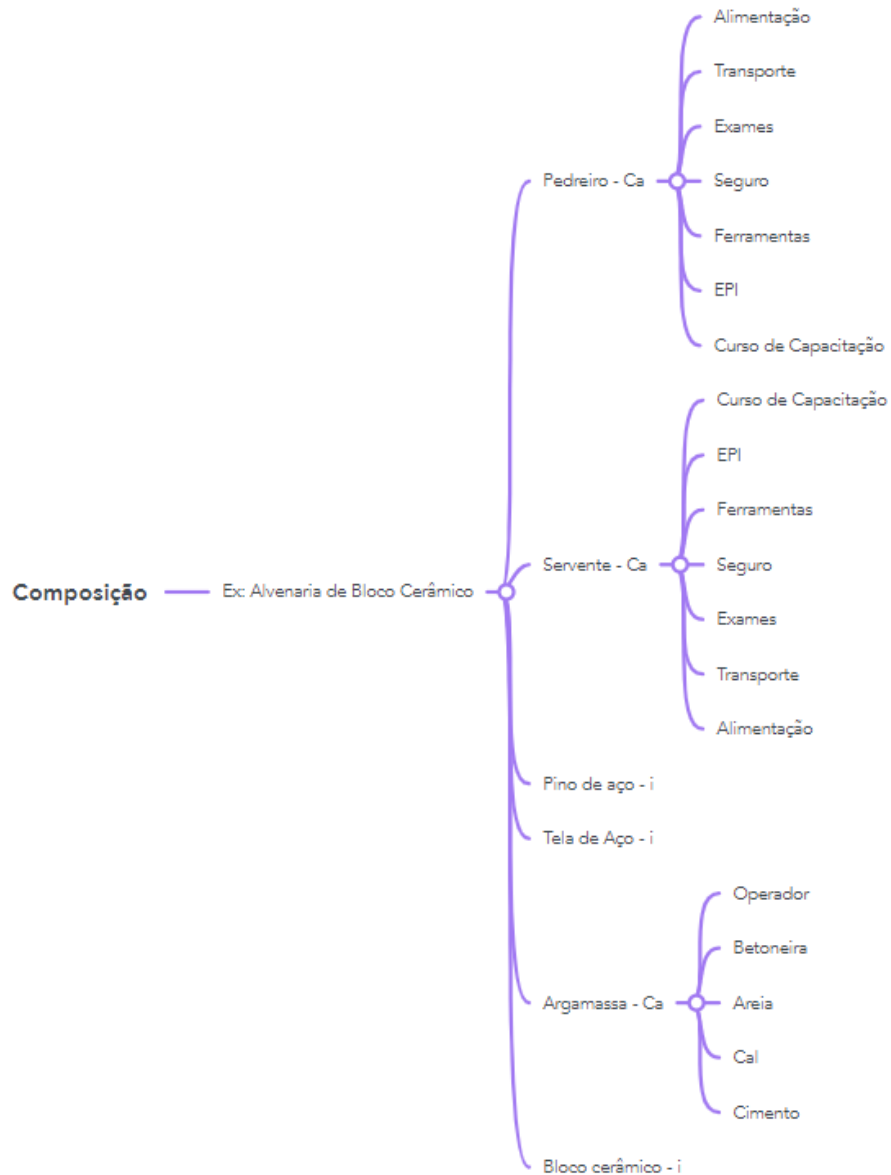 Alimentação
Transporte
Exames
Pedreiro - Ca
Seguro
Ferramentas
EPI
Curso de Capacitação
Curso de Capacitação
EPI
Ferramentas
Servente - Ca
Seguro
Composição
Ex: Alvenaria de Bloco Cerâmico
Exames
Transporte
Alimentação
Pino de aço - i
Tela de Aço - i
Operador
Betoneira
Argamassa - Ca
Areia
Cal
Cimento
Bloco cerâmico - i